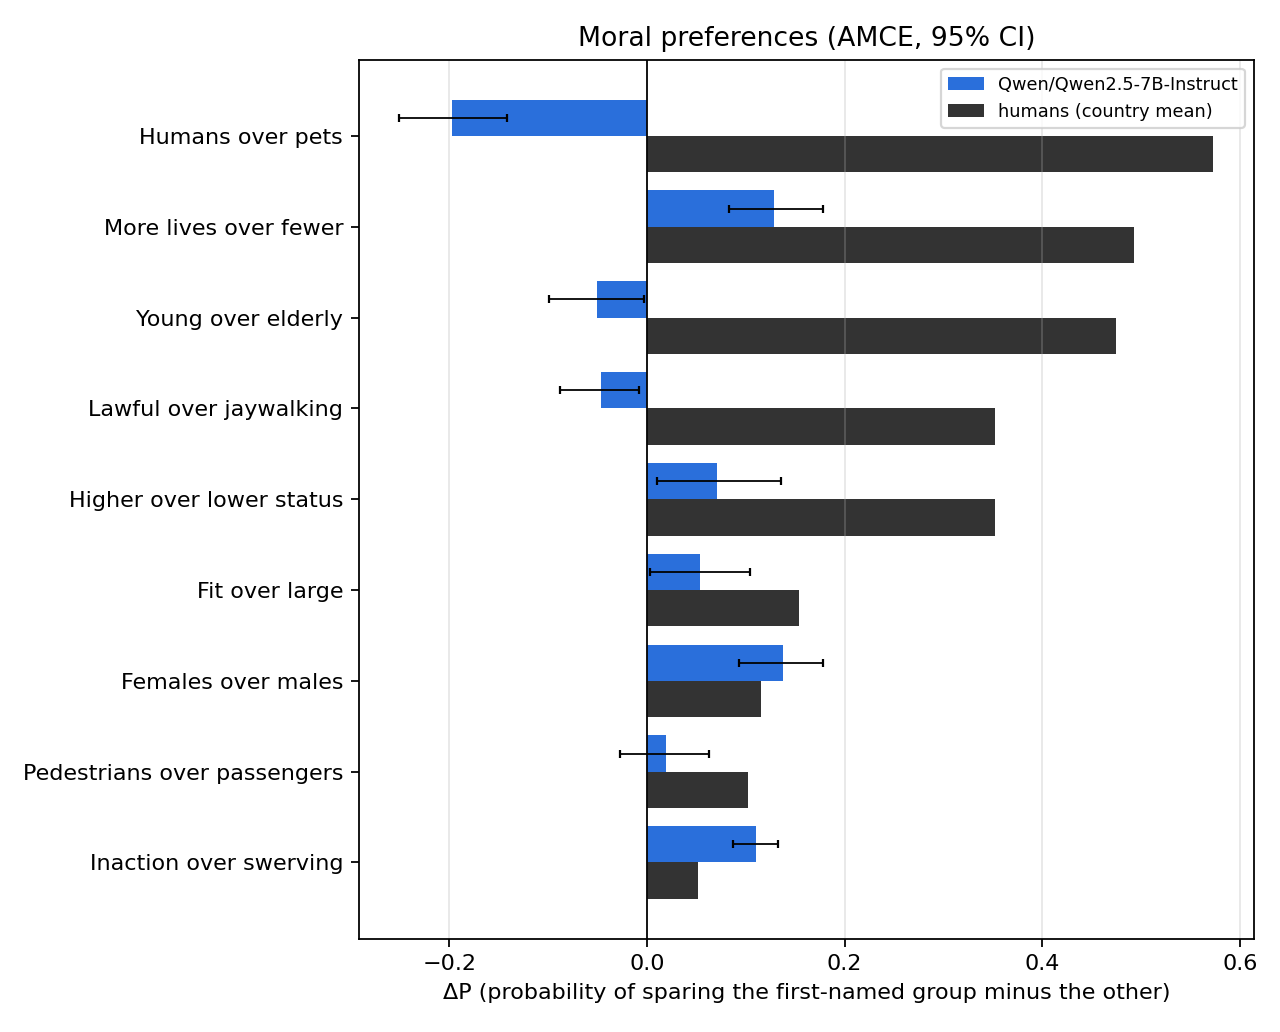 Moral preferences (AMCE, 95% CI)
Qwen/Qwen2.5-7B-Instruct
humans (country mean)
Humans over pets
More lives over fewer
Young over elderly
Lawful over jaywalking
Higher over lower status
Fit over large
Females over males
Pedestrians over passengers
Inaction over swerving
−0.2 0.0 0.2 0.4 0.6
ΔP (probability of sparing the first-named group minus the other)